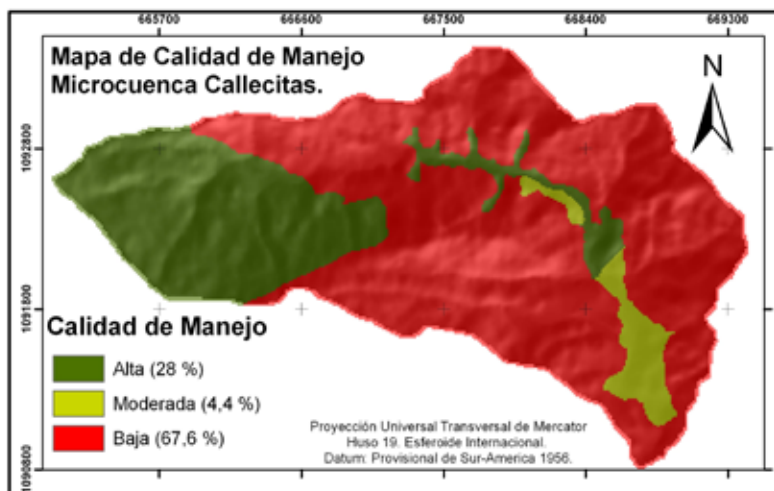 665700 666600 667500 668400 669300
Mapa de Calidad de Manejo
Microcuenca Callecitas.
N
1092800
1091800
1090800
Calidad de Manejo
Alta (28 %)
Moderada (4,4 %)
Baja (67,6 %)
Proyección Universal Transversal de Mercator
Huso 19. Esferoide Internacional.
Datum: Provisional de Sur-America 1956.